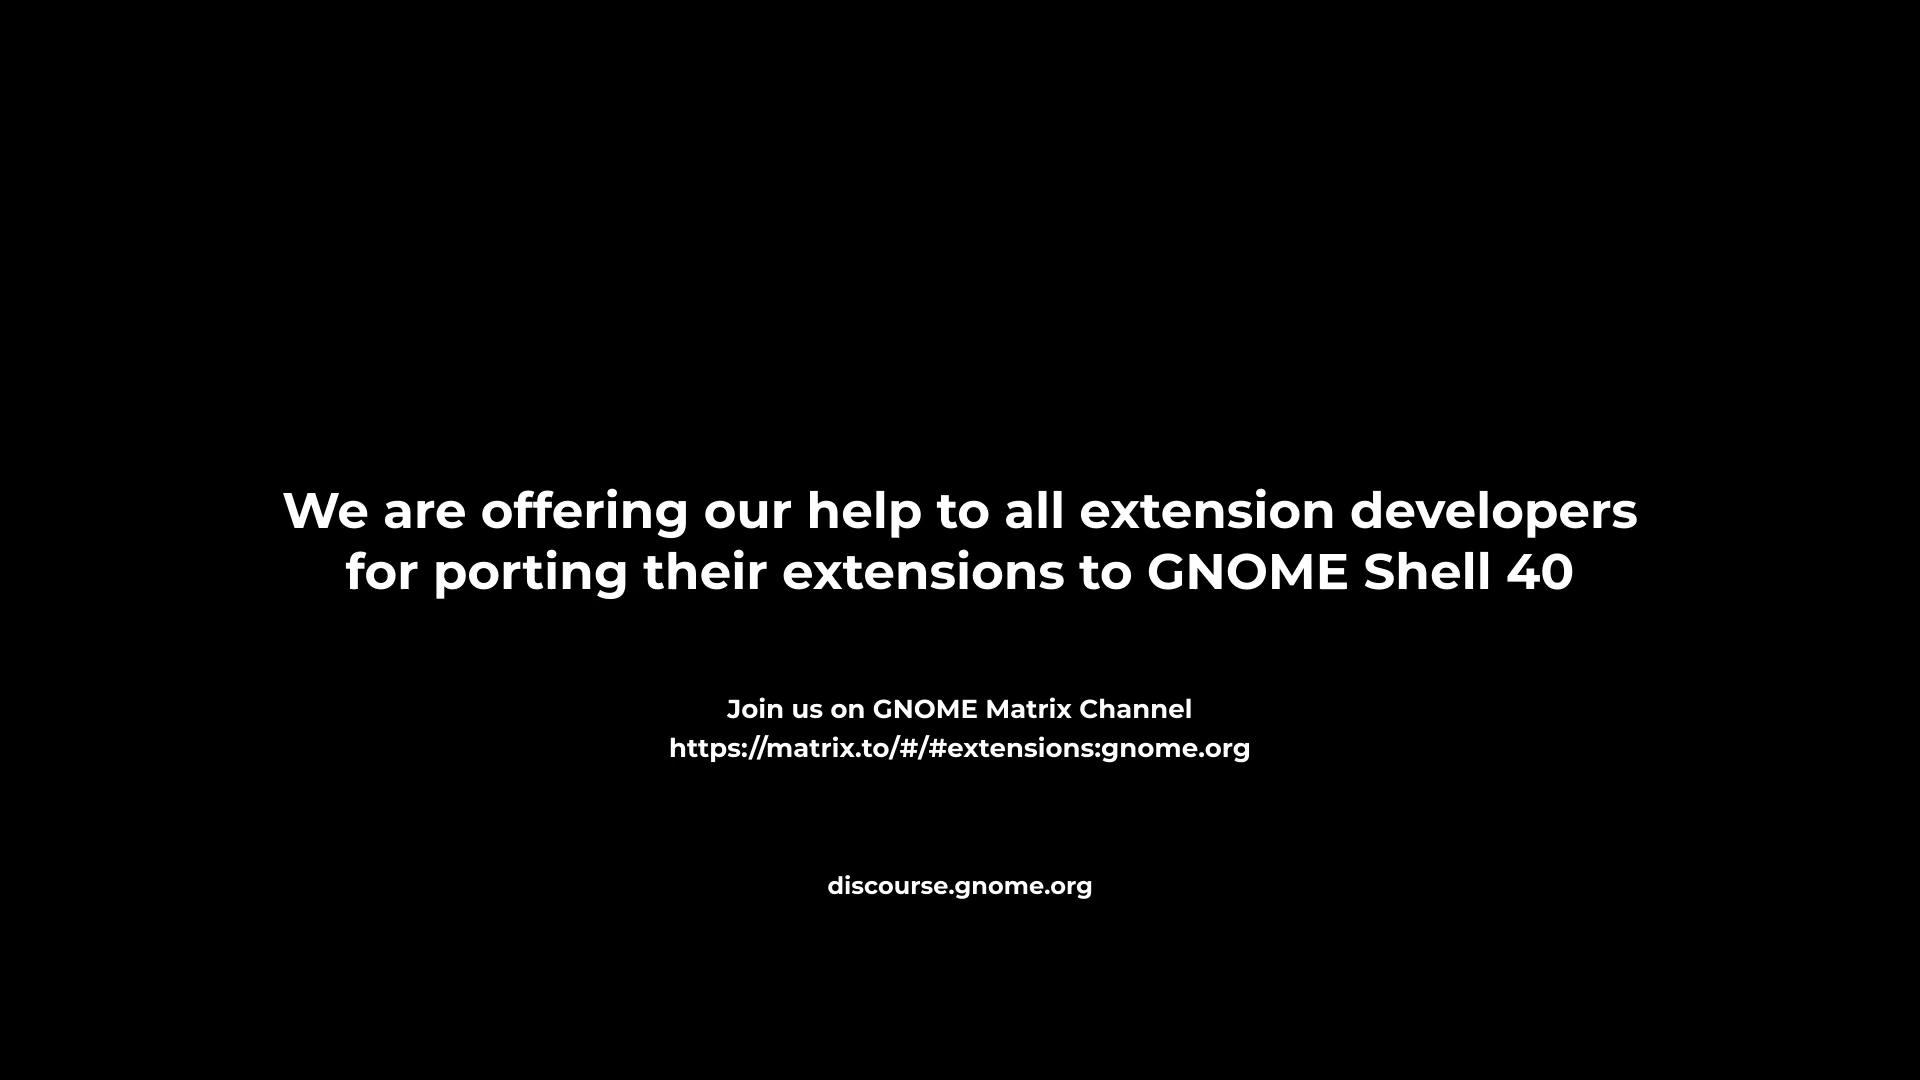 We are offering our help to all extension developers
for porting their extensions to GNOME Shell 40
Join us on GNOME Matrix Channel
https://matrix.to/#/#extensions:gnome.org
discourse.gnome.org